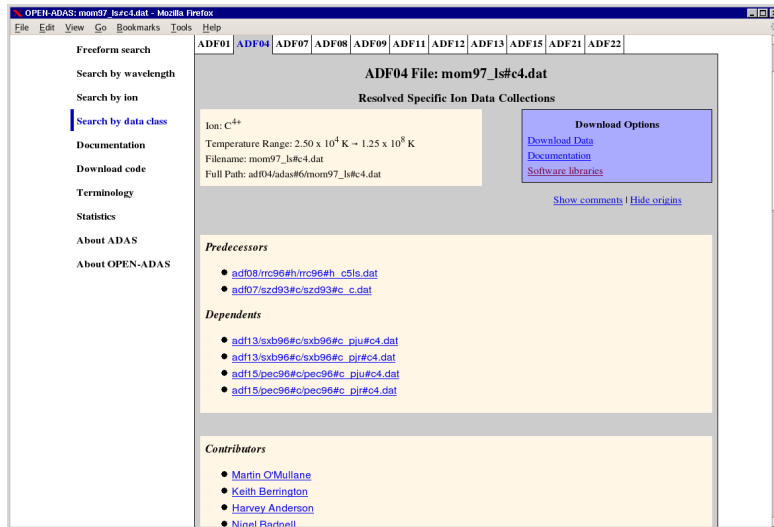 OPEN-ADAS: mom97_ls#c4.dat - Mozilla Firefox
File Edit View Go Bookmarks Tools Help
Freeform search
Search by wavelength
Search by ion
Search by data class
Documentation
Download code
Terminology
Statistics
About ADAS
About OPEN-ADAS
ADF01 ADF04 ADF07 ADF08 ADF09 ADF11 ADF12 ADF13 ADF15 ADF21 ADF22
ADF04 File: mom97_ls#c4.dat
Resolved Specific Ion Data Collections
Ion: C⁴⁺
Temperature Range: 2.50 x 10⁴ K → 1.25 x 10⁸ K
Filename: mom97_ls#c4.dat
Full Path: adf04/adas#6/mom97_ls#c4.dat
Download Options
Download Data
Documentation
Software libraries
Show comments | Hide origins
Predecessors
adf08/rrc96#h/rrc96#h_c5ls.dat
adf07/szd93#c/szd93#c_c.dat
Dependents
adf13/sxb96#c/sxb96#c_pju#c4.dat
adf13/sxb96#c/sxb96#c_pjr#c4.dat
adf15/pec96#c/pec96#c_pju#c4.dat
adf15/pec96#c/pec96#c_pjr#c4.dat
Contributors
Martin O'Mullane
Keith Berrington
Harvey Anderson
Nigel Badnell